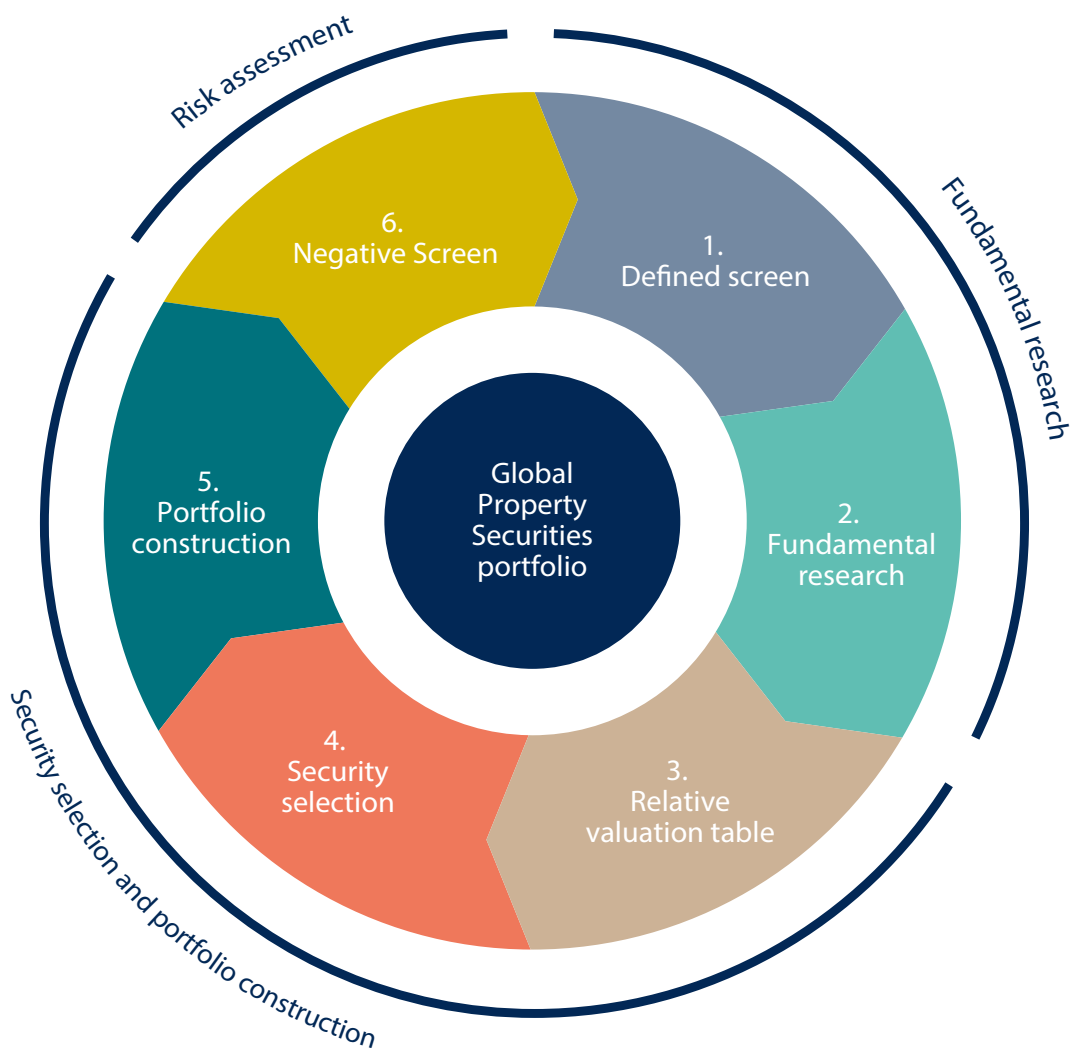 Risk assessment
Fundamental research
Security selection and portfolio construction
1.
Defined screen
2.
Fundamental
research
3.
Relative
valuation table
4.
Security
selection
5.
Portfolio
construction
6.
Negative Screen
Global
Property
Securities
portfolio